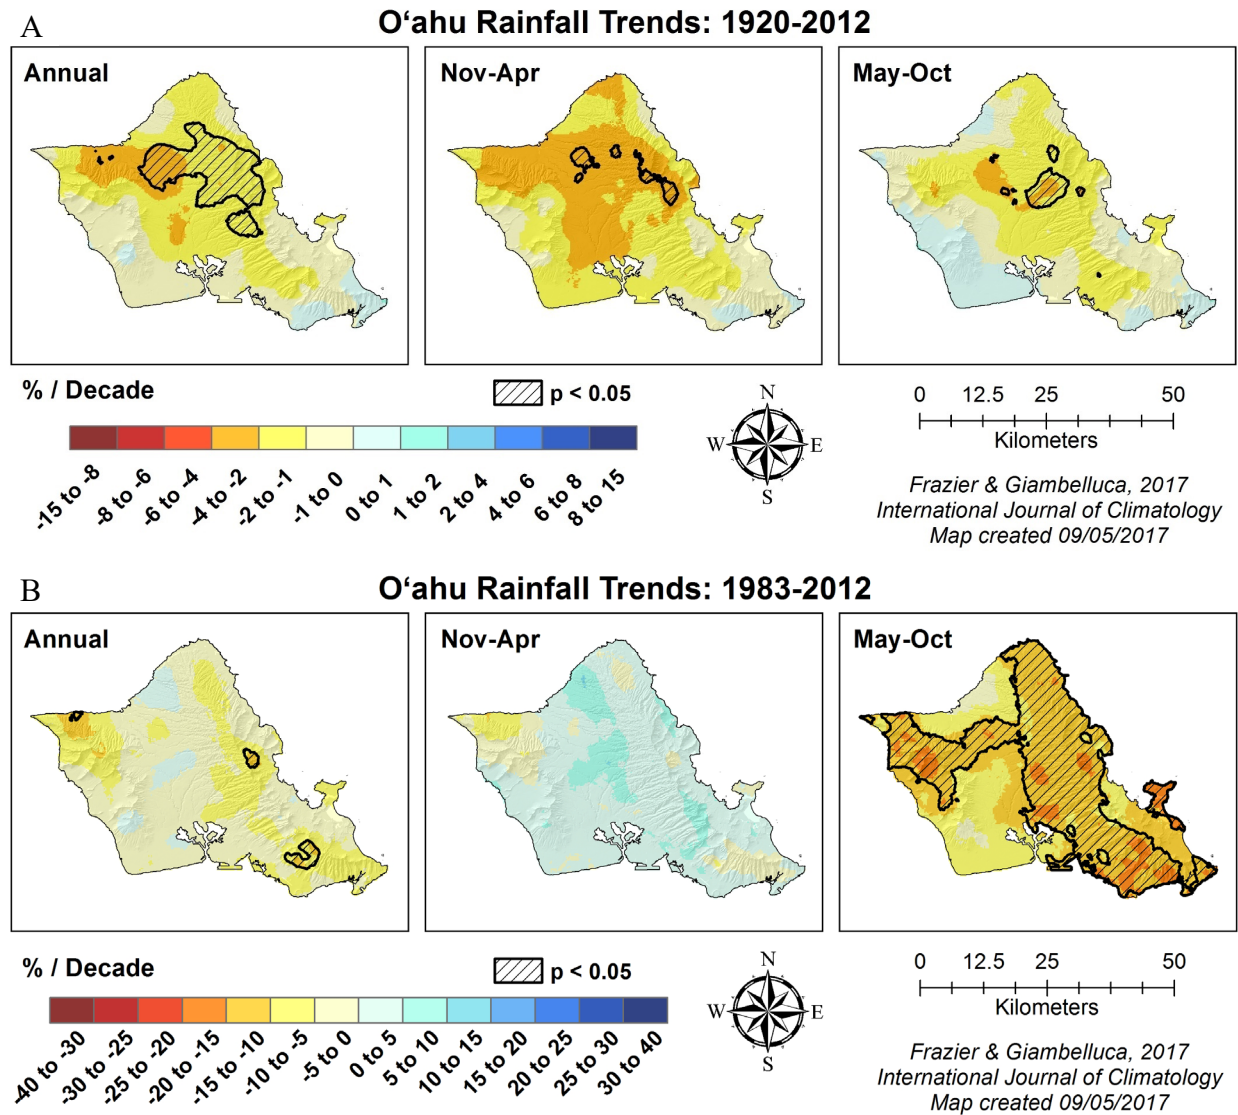 A
Oʻahu Rainfall Trends: 1920-2012
Annual
Nov-Apr
May-Oct
% / Decade
p < 0.05
-15 to -8
-8 to -6
-6 to -4
-4 to -2
-2 to -1
-1 to 0
0 to 1
1 to 2
2 to 4
4 to 6
6 to 8
8 to 15
N
W
E
S
0 12.5 25 50
Kilometers
Frazier & Giambelluca, 2017
International Journal of Climatology
Map created 09/05/2017
B
Oʻahu Rainfall Trends: 1983-2012
Annual
Nov-Apr
May-Oct
% / Decade
p < 0.05
-40 to -30
-30 to -25
-25 to -20
-20 to -15
-15 to -10
-10 to -5
-5 to 0
0 to 5
5 to 10
10 to 15
15 to 20
20 to 25
25 to 30
30 to 40
N
W
E
S
0 12.5 25 50
Kilometers
Frazier & Giambelluca, 2017
International Journal of Climatology
Map created 09/05/2017